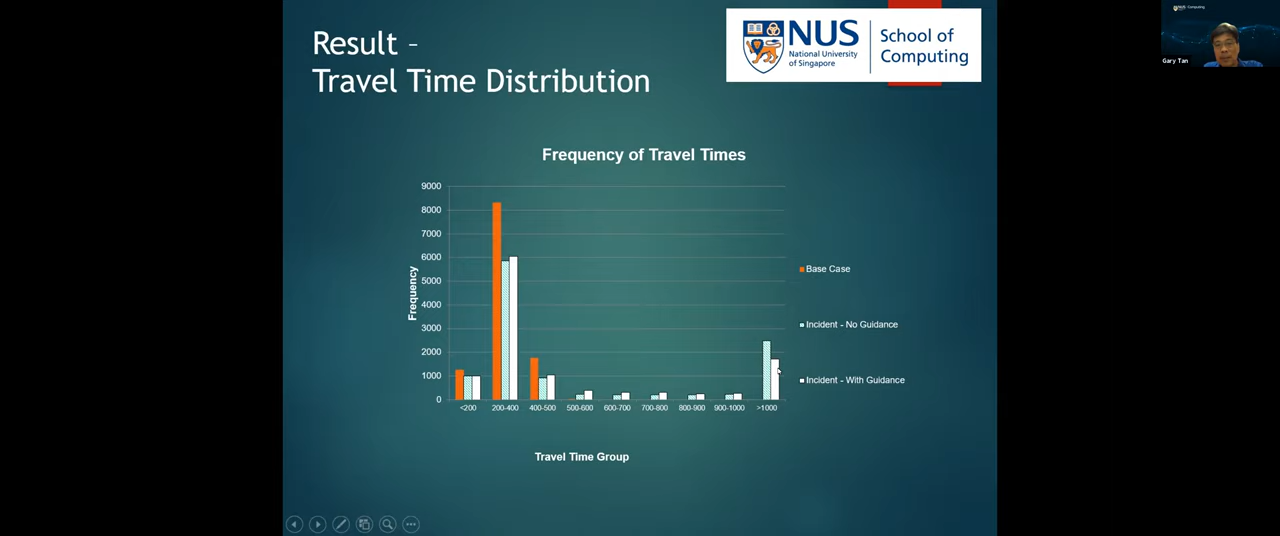 Result -
Travel Time Distribution
NUS
National University
of Singapore
School of
Computing
NUS Computing
Gary Tan
Frequency of Travel Times
9000
8000
7000
6000
5000
4000
3000
2000
1000
0
Frequency
<200
200-400
400-500
500-600
600-700
700-800
800-900
900-1000
>1000
Travel Time Group
Base Case
Incident - No Guidance
Incident - With Guidance